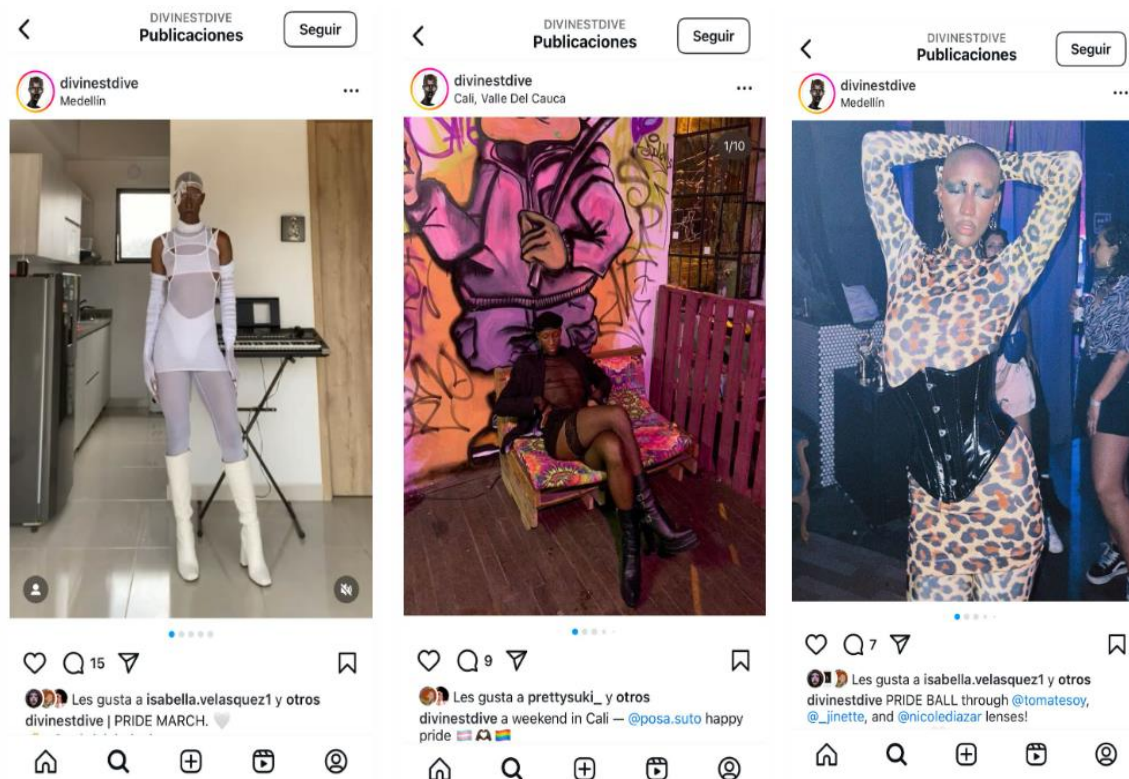 DIVINESTDIVE
Publicaciones
Seguir
divinestdive
Medellín
15
Les gusta a isabella.velasquez1 y otros
divinestdive | PRIDE MARCH. 🤍
DIVINESTDIVE
Publicaciones
Seguir
divinestdive
Cali, Valle Del Cauca
1/10
9
Les gusta a prettysuki_ y otros
divinestdive a weekend in Cali — @posa.suto happy
pride
DIVINESTDIVE
Publicaciones
Seguir
divinestdive
Medellín
7
Les gusta a isabella.velasquez1 y otros
divinestdive PRIDE BALL through @tomatesoy,
@_jinette, and @nicolediazar lenses!